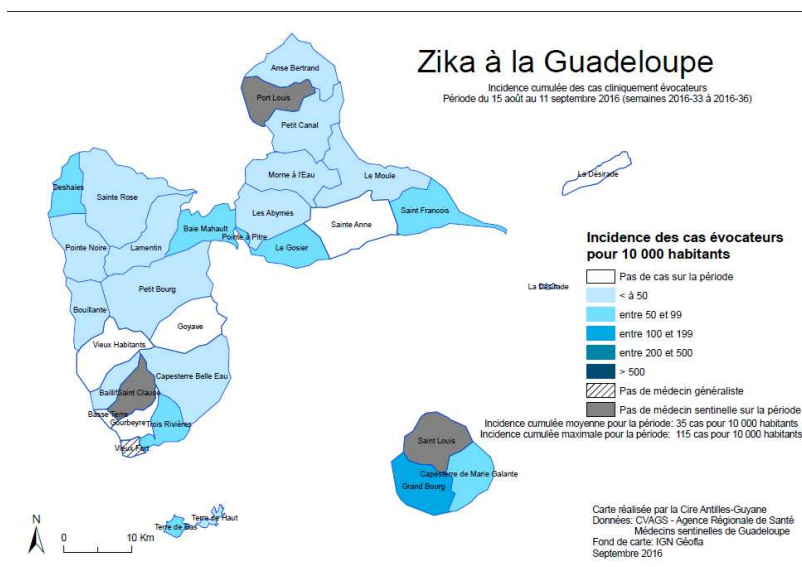 Zika à la Guadeloupe
Incidence cumulée des cas cliniquement évocateurs
Période du 15 août au 11 septembre 2016 (semaines 2016-33 à 2016-36)
Anse Bertrand
Port Louis
Petit Canal
Morne à l'Eau
Le Moule
La Désirade
Deshaies
Sainte Rose
Les Abymes
Saint Francois
Sainte Anne
Baie Mahault
Pointe à Pitre
Pointe Noire
Lamentin
Le Gosier
Petit Bourg
La Désirade
Bouillante
Goyave
Vieux Habitants
Capesterre Belle Eau
Baillif
Saint Claude
Basse Terre
Gourbeyre
Trois Rivières
Vieux Fort
Saint Louis
Capesterre de Marie Galante
Grand Bourg
Terre de Haut
Terre de Bas
Incidence des cas évocateurs
pour 10 000 habitants
Pas de cas sur la période
< à 50
entre 50 et 99
entre 100 et 199
entre 200 et 500
> 500
Pas de médecin généraliste
Pas de médecin sentinelle sur la période
Incidence cumulée moyenne pour la période: 35 cas pour 10 000 habitants
Incidence cumulée maximale pour la période: 115 cas pour 10 000 habitants
N
0 10 Km
Carte réalisée par la Cire Antilles-Guyane
Données: CVAGS - Agence Régionale de Santé
Médecins sentinelles de Guadeloupe
Fond de carte: IGN Géofla
Septembre 2016